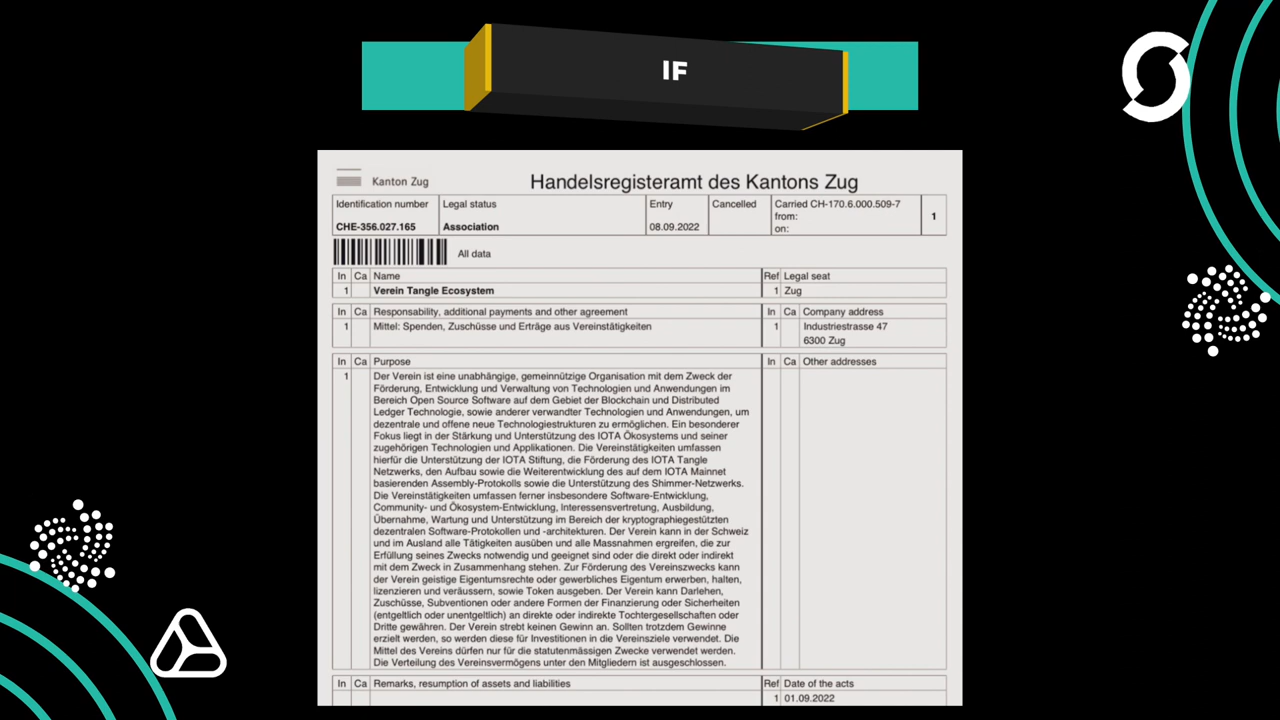 IF
Kanton Zug
Handelsregisteramt des Kantons Zug
Identification number
Legal status
Entry
Cancelled
Carried CH-170.6.000.509-7
from:
on:
1
CHE-356.027.165
Association
08.09.2022
All data
In Ca Name
Ref Legal seat
1 Verein Tangle Ecosystem
1 Zug
In Ca Responsability, additional payments and other agreement
In Ca Company address
1 Mittel: Spenden, Zuschüsse und Erträge aus Vereinstätigkeiten
1 Industriestrasse 47
6300 Zug
In Ca Purpose
In Ca Other addresses
1 Der Verein ist eine unabhängige, gemeinnützige Organisation mit dem Zweck der
Förderung, Entwicklung und Verwaltung von Technologien und Anwendungen im
Bereich Open Source Software auf dem Gebiet der Blockchain und Distributed
Ledger Technologie, sowie anderer verwandter Technologien und Anwendungen, um
dezentrale und offene neue Technologiestrukturen zu ermöglichen. Ein besonderer
Fokus liegt in der Stärkung und Unterstützung des IOTA Ökosystems und seiner
zugehörigen Technologien und Applikationen. Die Vereinstätigkeiten umfassen
hierfür die Unterstützung der IOTA Stiftung, die Förderung des IOTA Tangle
Netzwerks, den Aufbau sowie die Weiterentwicklung des auf dem IOTA Mainnet
basierenden Assembly-Protokolls sowie die Unterstützung des Shimmer-Netzwerks.
Die Vereinstätigkeiten umfassen ferner insbesondere Software-Entwicklung,
Community- und Ökosystem-Entwicklung, Interessensvertretung, Ausbildung,
Übernahme, Wartung und Unterstützung im Bereich der kryptographiegestützten
dezentralen Software-Protokollen und -architekturen. Der Verein kann in der Schweiz
und im Ausland alle Tätigkeiten ausüben und alle Massnahmen ergreifen, die zur
Erfüllung seines Zwecks notwendig und geeignet sind oder die direkt oder indirekt
mit dem Zweck in Zusammenhang stehen. Zur Förderung des Vereinszwecks kann
der Verein geistige Eigentumsrechte oder gewerbliches Eigentum erwerben, halten,
lizenzieren und veräussern, sowie Token ausgeben. Der Verein kann Darlehen,
Zuschüsse, Subventionen oder andere Formen der Finanzierung oder Sicherheiten
(entgeltlich oder unentgeltlich) an direkte oder indirekte Tochtergesellschaften oder
Dritte gewähren. Der Verein strebt keinen Gewinn an. Sollten trotzdem Gewinne
erzielt werden, so werden diese für Investitionen in die Vereinsziele verwendet. Die
Mittel des Vereins dürfen nur für die statutenmässigen Zwecke verwendet werden.
Die Verteilung des Vereinsvermögens unter den Mitgliedern ist ausgeschlossen.
In Ca Remarks, resumption of assets and liabilities
Ref Date of the acts
1 01.09.2022